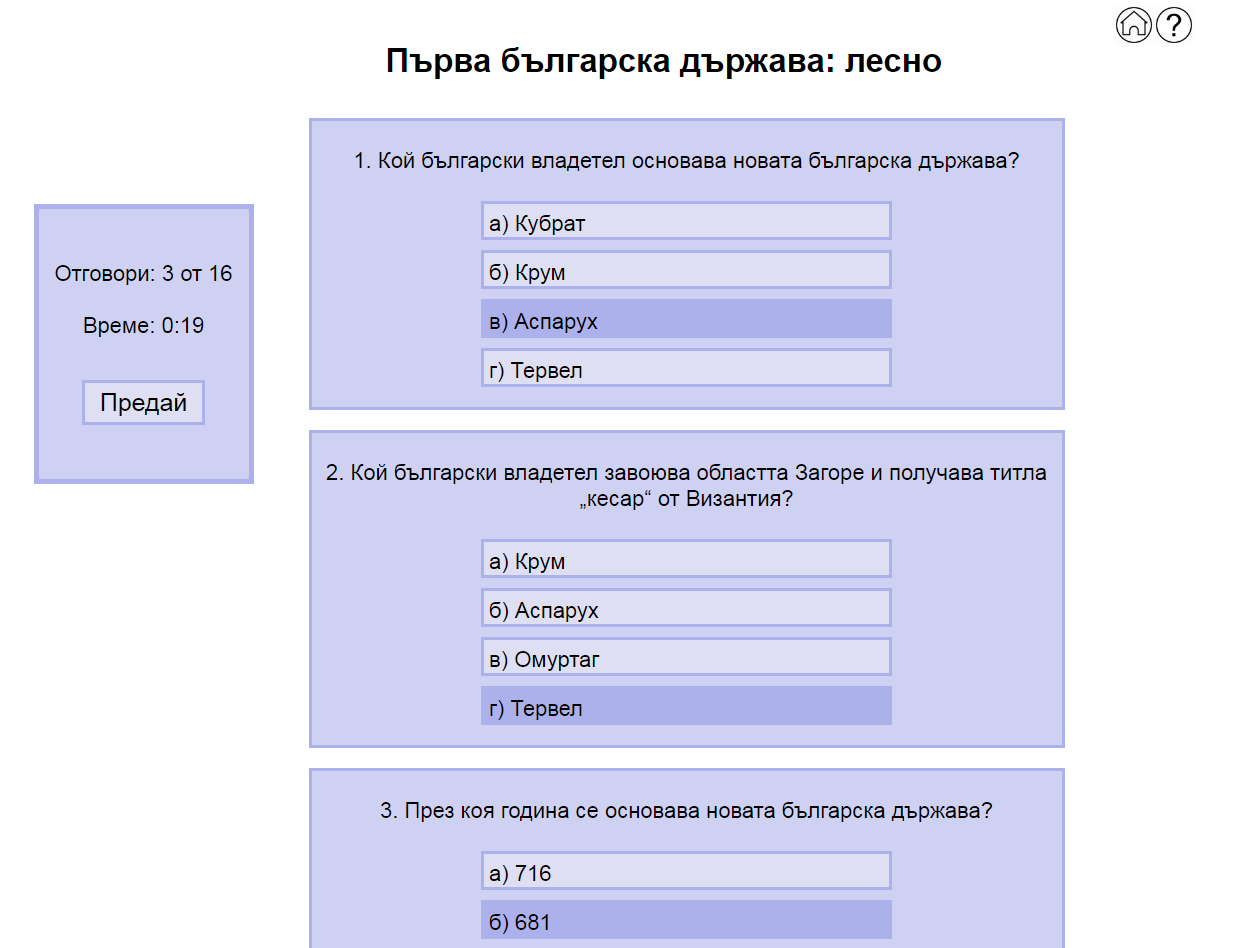 ?
Първа българска държава: лесно
Отговори: 3 от 16
Време: 0:19
Предай
1. Кой български владетел основава новата българска държава?
а) Кубрат
б) Крум
в) Аспарух
г) Тервел
2. Кой български владетел завоюва областта Загоре и получава титла
„кесар“ от Византия?
а) Крум
б) Аспарух
в) Омуртаг
г) Тервел
3. През коя година се основава новата българска държава?
а) 716
б) 681